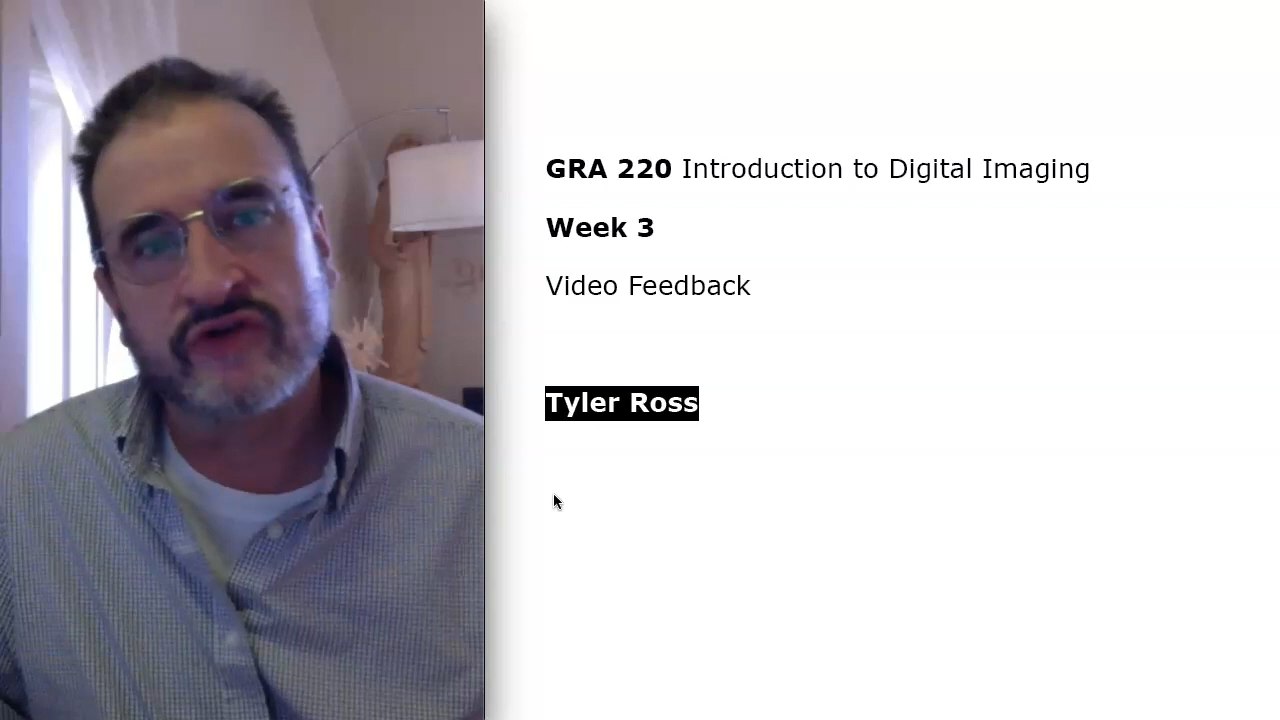 GRA 220 Introduction to Digital Imaging
Week 3
Video Feedback
Tyler Ross